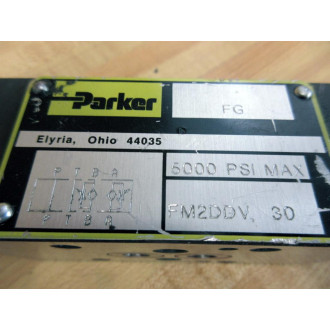 Parker
FG
Elyria, Ohio 44035
5000 PSI MAX
P T B A
P T B A
FM2DDV, 30